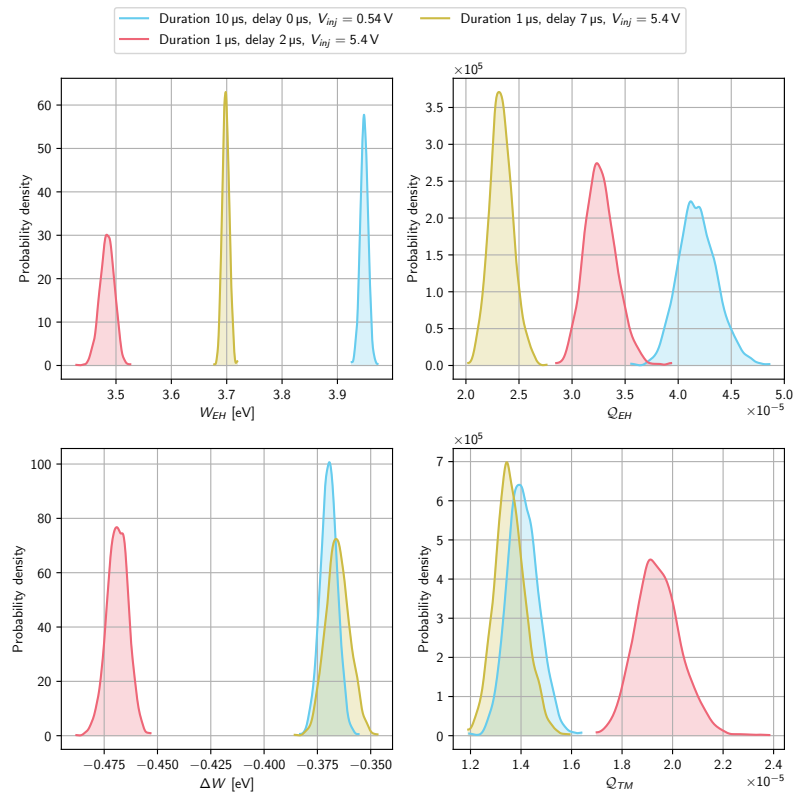 Duration 10 µs, delay 0 µs, V_inj = 0.54 V
Duration 1 µs, delay 7 µs, V_inj = 5.4 V
Duration 1 µs, delay 2 µs, V_inj = 5.4 V
Probability density
60
50
40
30
20
10
0
3.5 3.6 3.7 3.8 3.9
W_EH [eV]
×10^5
Probability density
3.5
3.0
2.5
2.0
1.5
1.0
0.5
0.0
2.0 2.5 3.0 3.5 4.0 4.5 5.0
Q_EH
×10^−5
Probability density
100
80
60
40
20
0
−0.475 −0.450 −0.425 −0.400 −0.375 −0.350
ΔW [eV]
×10^5
Probability density
7
6
5
4
3
2
1
0
1.2 1.4 1.6 1.8 2.0 2.2 2.4
Q_TM
×10^−5